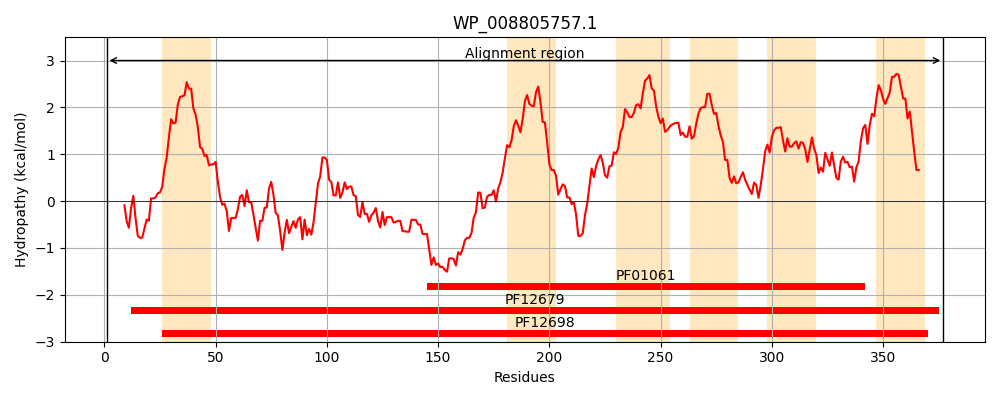 WP_008805757.1
Alignment region
3
2
1
0
−1
−2
−3
Hydropathy (kcal/mol)
PF01061
PF12679
PF12698
0
50
100
150
200
250
300
350
Residues